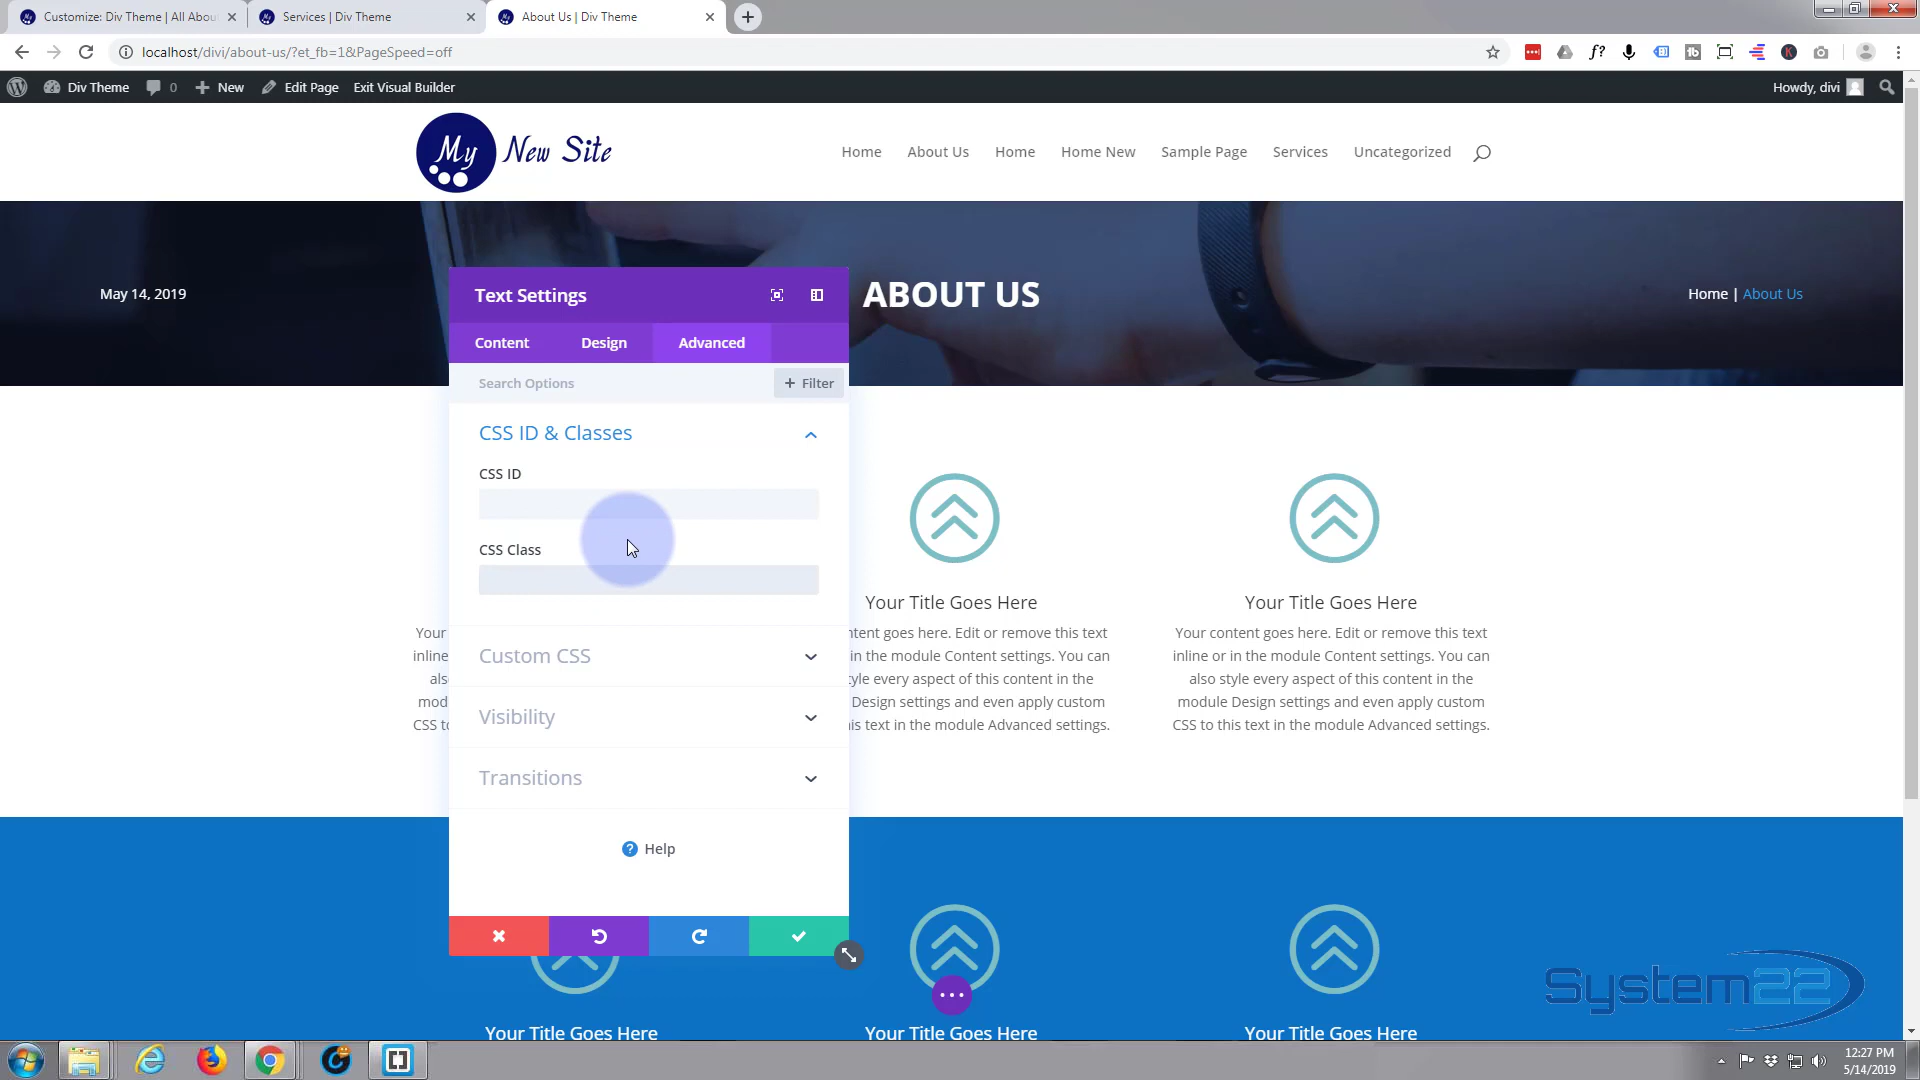 Customize: Div Theme | All Abou
Services | Div Theme
About Us | Div Theme
localhost/divi/about-us/?et_fb=1&PageSpeed=off
Div Theme
0
New
Edit Page
Exit Visual Builder
Howdy, divi
My New Site
Home
About Us
Home
Home New
Sample Page
Services
Uncategorized
May 14, 2019
ABOUT US
Home | About Us
Text Settings
Content
Design
Advanced
Search Options
+ Filter
CSS ID & Classes
CSS ID
CSS Class
Custom CSS
Visibility
Transitions
? Help
Your
inline
als
mod
CSS to
Your Title Goes Here
ntent goes here. Edit or remove this text
in the module Content settings. You can
tyle every aspect of this content in the
Design settings and even apply custom
is text in the module Advanced settings.
Your Title Goes Here
Your content goes here. Edit or remove this text
inline or in the module Content settings. You can
also style every aspect of this content in the
module Design settings and even apply custom
CSS to this text in the module Advanced settings.
Your Title Goes Here
Your Title Goes Here
Your Title Goes Here
System22
12:27 PM
5/14/2019